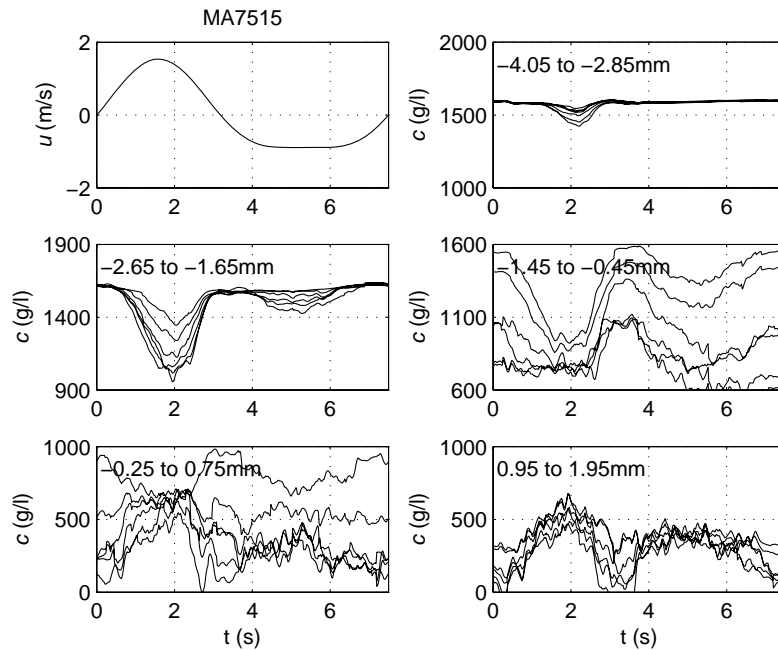 MA7515
2
0
−2
u (m/s)
0 2 4 6
2000
1500
1000
c (g/l)
−4.05 to −2.85mm
0 2 4 6
1900
1400
900
c (g/l)
−2.65 to −1.65mm
0 2 4 6
1600
1100
600
c (g/l)
−1.45 to −0.45mm
0 2 4 6
1000
500
0
c (g/l)
−0.25 to 0.75mm
0 2 4 6
t (s)
1000
500
0
c (g/l)
0.95 to 1.95mm
0 2 4 6
t (s)